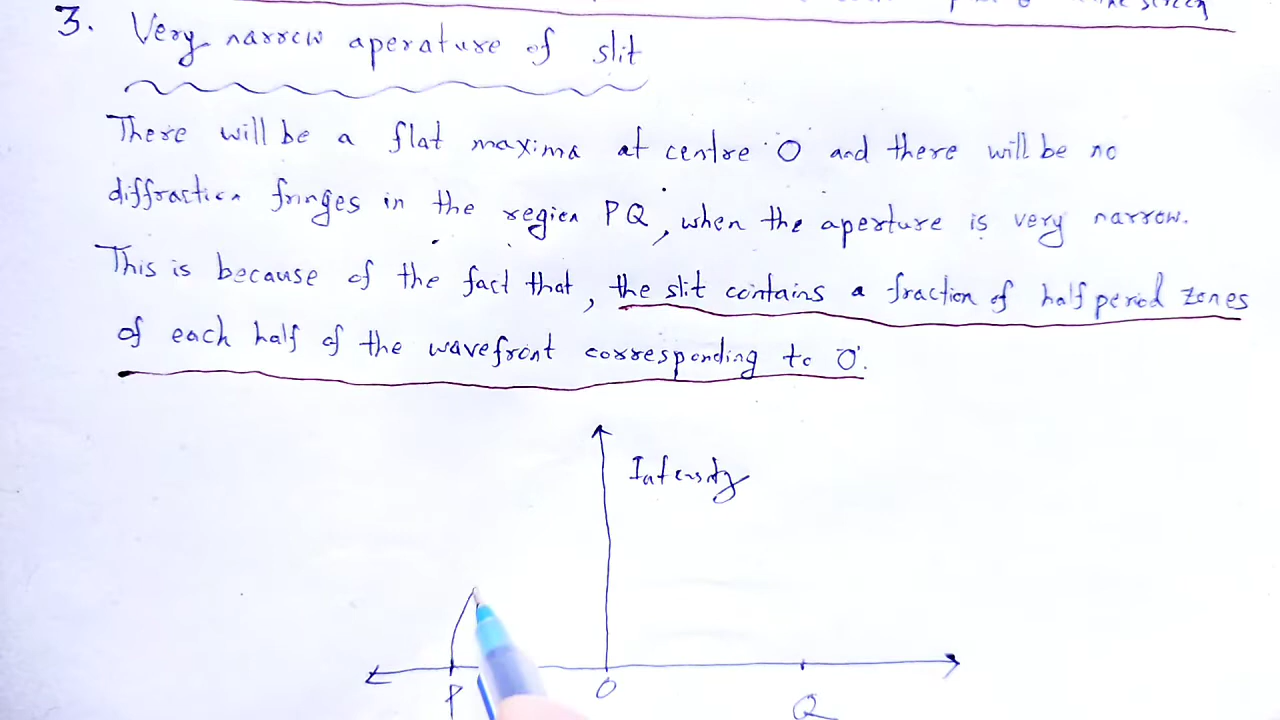 the screen
3. Very narrow aperature of slit
There will be a flat maxima at centre 'O' and there will be no
diffraction fringes in the region PQ, when the aperture is very narrow.
This is because of the fact that, the slit contains a fraction of half period zones
of each half of the wavefront corresponding to 'O'.
Intensity
P O Q